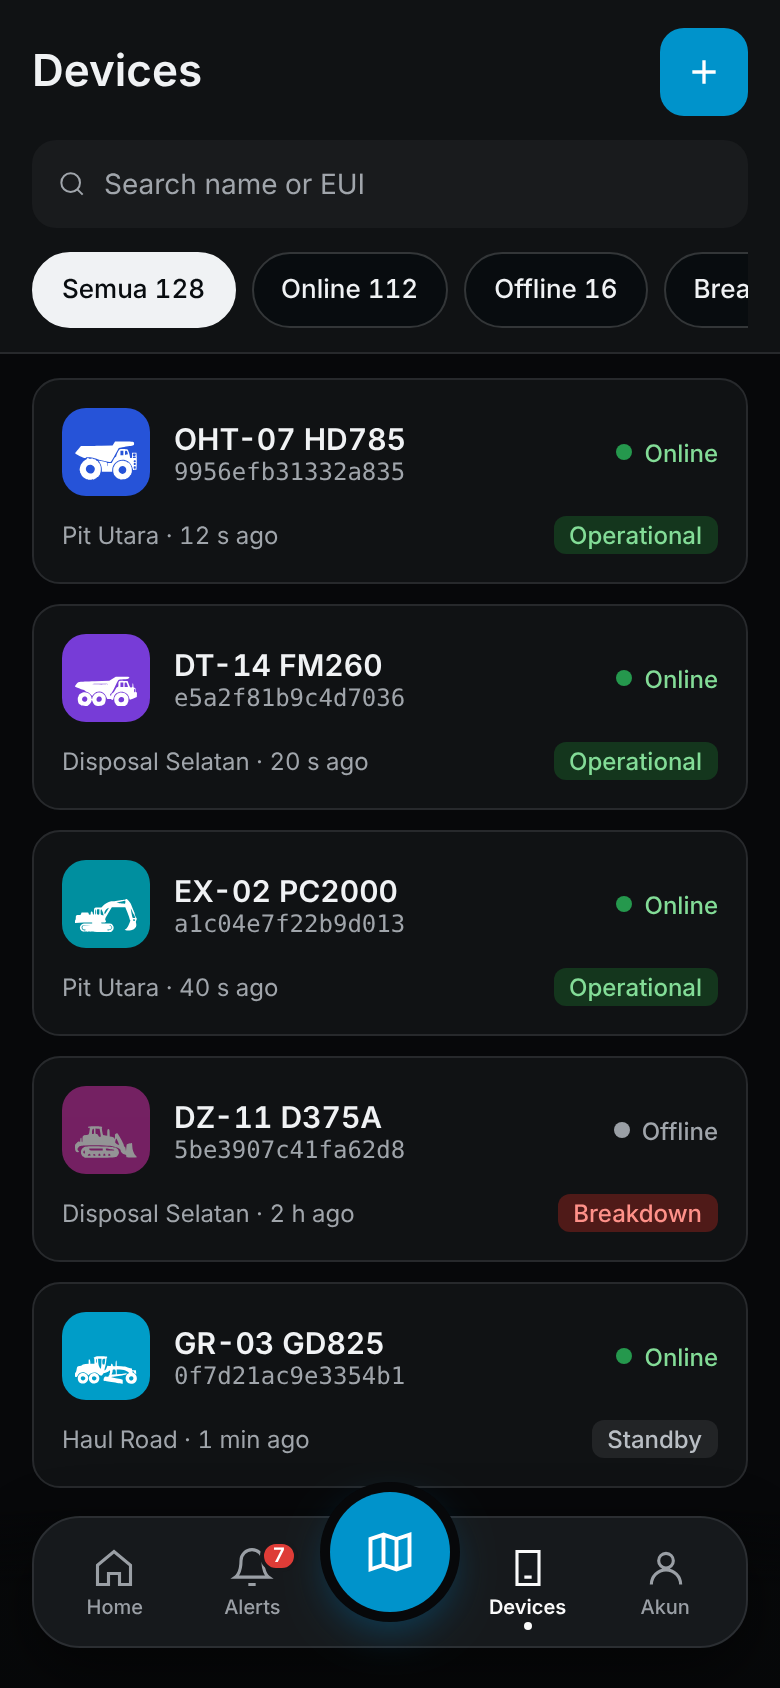 Devices
Search name or EUI
Semua 128
Online 112
Offline 16
Brea
OHT-07 HD785
9956efb31332a835
Online
Pit Utara · 12 s ago
Operational
DT-14 FM260
e5a2f81b9c4d7036
Online
Disposal Selatan · 20 s ago
Operational
EX-02 PC2000
a1c04e7f22b9d013
Online
Pit Utara · 40 s ago
Operational
DZ-11 D375A
5be3907c41fa62d8
Offline
Disposal Selatan · 2 h ago
Breakdown
GR-03 GD825
0f7d21ac9e3354b1
Online
Haul Road · 1 min ago
Standby
7
Home
Alerts
Devices
Akun